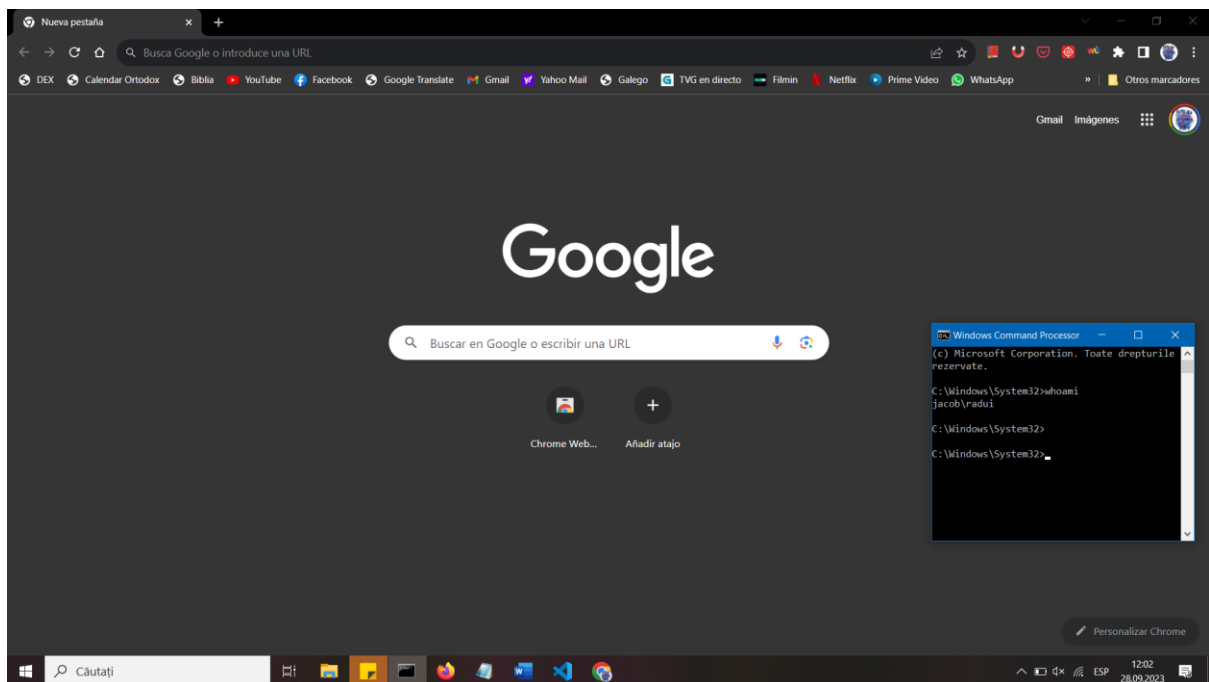 Nueva pestaña
Busca Google o introduce una URL
DEX Calendar Ortodox Biblia YouTube Facebook Google Translate Gmail Yahoo Mail Galego TVG en directo Filmin Netflix Prime Video WhatsApp » Otros marcadores
Gmail Imágenes
Google
Buscar en Google o escribir una URL
Chrome Web... Añadir atajo
Windows Command Processor
(c) Microsoft Corporation. Toate drepturile
rezervate.
C:\Windows\System32>whoami
jacob\radui
C:\Windows\System32>
C:\Windows\System32>
Personalizar Chrome
Căutați
ESP
12:02
28.09.2023